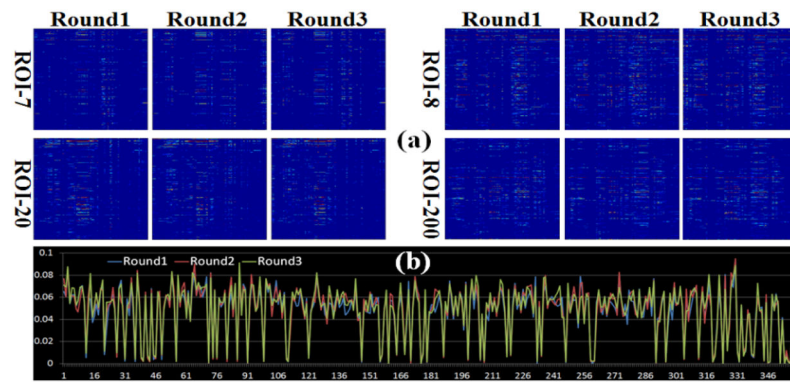 Round1 Round2 Round3 Round1 Round2 Round3
ROI-7
ROI-8
(a)
ROI-20
ROI-200
(b)
Round1 Round2 Round3
0.1
0.08
0.06
0.04
0.02
0
1 16 31 46 61 76 91 106 121 136 151 166 181 196 211 226 241 256 271 286 301 316 331 346